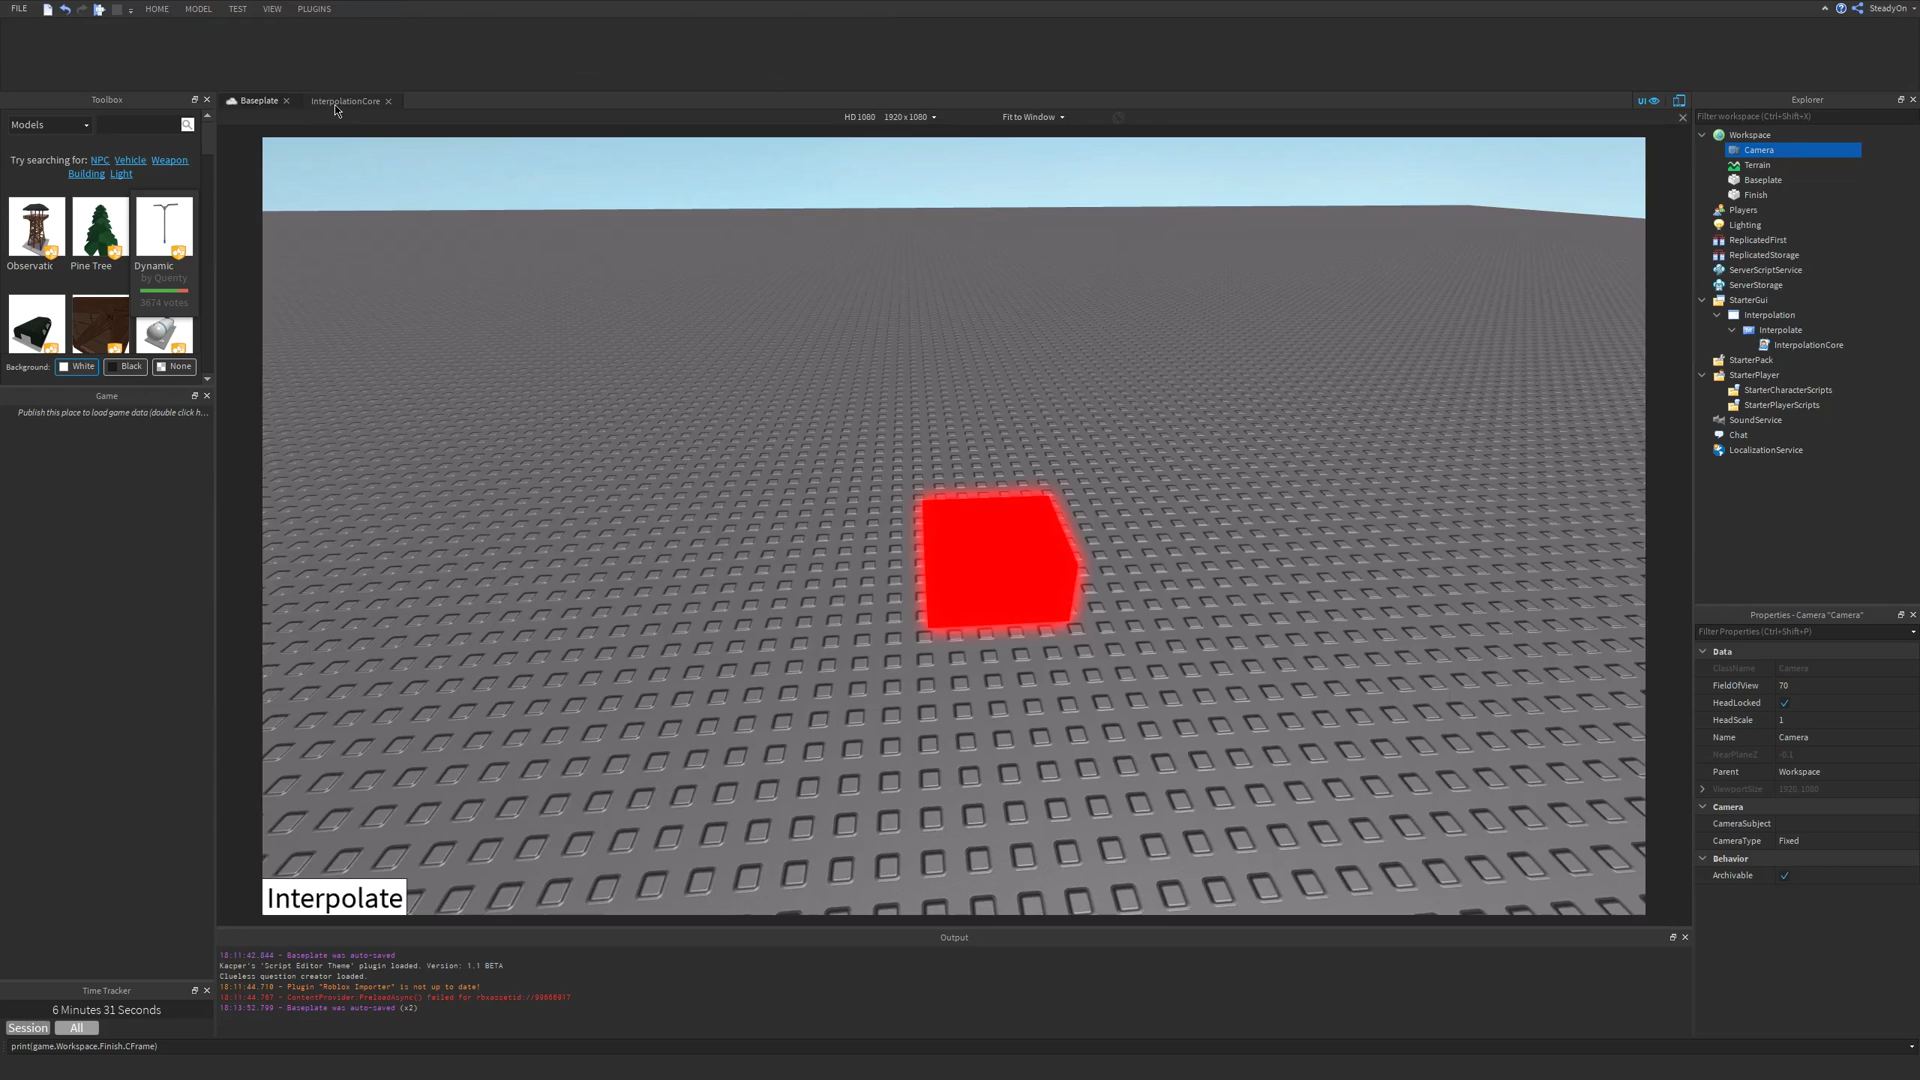 FILE HOME MODEL TEST VIEW PLUGINS SteadyOn
Toolbox
Baseplate InterpolationCore UI
Explorer
Models
HD 1080 1920 x 1080 Fit to Window
Filter workspace (Ctrl+Shift+X)
Try searching for: NPC Vehicle Weapon
Building Light
Observatic Pine Tree Dynamic
by Quenty
3674 votes
Background: White Black None
Game
Publish this place to load game data (double click h...
Workspace
Camera
Terrain
Baseplate
Finish
Players
Lighting
ReplicatedFirst
ReplicatedStorage
ServerScriptService
ServerStorage
StarterGui
Interpolation
Interpolate
InterpolationCore
StarterPack
StarterPlayer
StarterCharacterScripts
StarterPlayerScripts
SoundService
Chat
LocalizationService
Properties - Camera "Camera"
Filter Properties (Ctrl+Shift+P)
Data
ClassName Camera
FieldOfView 70
HeadLocked
HeadScale 1
Name Camera
NearPlaneZ -0.1
Parent Workspace
ViewportSize 1920, 1080
Camera
CameraSubject
CameraType Fixed
Behavior
Archivable
Interpolate
Output
18:11:42.844 - Baseplate was auto-saved
Kacper's 'Script Editor Theme' plugin loaded. Version: 1.1 BETA
Clueless question creator loaded.
18:11:44.710 - Plugin "Roblox Importer" is not up to date!
18:11:44.767 - ContentProvider:PreloadAsync() failed for rbxassetid://99666917
18:13:52.799 - Baseplate was auto-saved (x2)
Time Tracker
6 Minutes 31 Seconds
Session All
print(game.Workspace.Finish.CFrame)